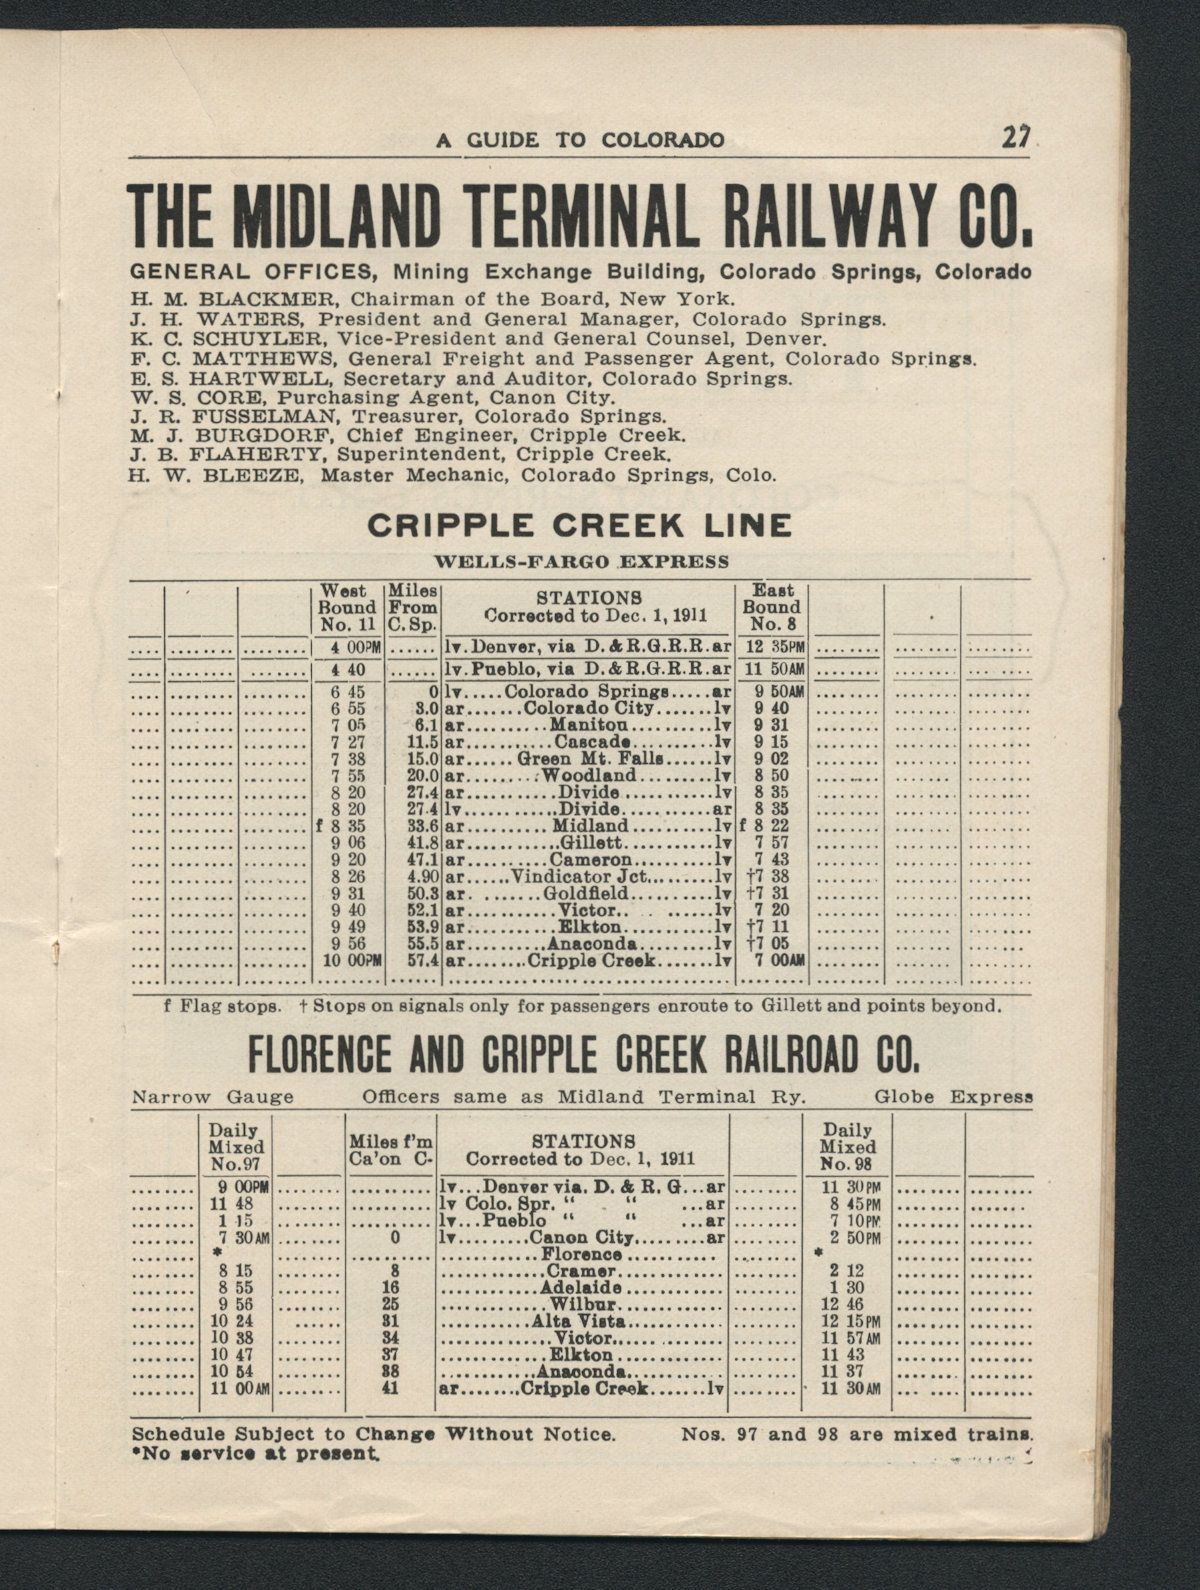 A GUIDE TO COLORADO 27
THE MIDLAND TERMINAL RAILWAY CO.
GENERAL OFFICES, Mining Exchange Building, Colorado Springs, Colorado
H. M. BLACKMER, Chairman of the Board, New York.
J. H. WATERS, President and General Manager, Colorado Springs.
K. C. SCHUYLER, Vice-President and General Counsel, Denver.
F. C. MATTHEWS, General Freight and Passenger Agent, Colorado Springs.
E. S. HARTWELL, Secretary and Auditor, Colorado Springs.
W. S. CORE, Purchasing Agent, Canon City.
J. R. FUSSELMAN, Treasurer, Colorado Springs.
M. J. BURGDORF, Chief Engineer, Cripple Creek.
J. B. FLAHERTY, Superintendent, Cripple Creek.
H. W. BLEEZE, Master Mechanic, Colorado Springs, Colo.
CRIPPLE CREEK LINE
WELLS-FARGO EXPRESS
West Bound No. 11 Miles From C. Sp. STATIONS Corrected to Dec. 1, 1911 East Bound No. 8
4 00PM ...... lv. Denver, via D. & R.G.R.R. ar 12 35PM
4 40 ...... lv. Pueblo, via D. & R.G.R.R. ar 11 50AM
6 45 0 lv.....Colorado Springs.....ar 9 50AM
6 55 3.0 ar.......Colorado City.......lv 9 40
7 05 6.1 ar..........Manitou..........lv 9 31
7 27 11.5 ar...........Cascade..........lv 9 15
7 38 15.0 ar......Green Mt. Falls......lv 9 02
7 55 20.0 ar.........Woodland.........lv 8 50
8 20 27.4 ar...........Divide...........lv 8 35
8 20 27.4 lv............Divide...........ar 8 35
f 8 35 33.6 ar.......... Midland..........lv f 8 22
9 06 41.8 ar............Gillett...........lv 7 57
9 20 47.1 ar..........Cameron..........lv 7 43
8 26 4.90 ar......Vindicator Jct.........lv †7 38
9 31 50.3 ar.........Goldfield..........lv †7 31
9 40 52.1 ar...........Victor...........lv 7 20
9 49 53.9 ar...........Elkton...........lv †7 11
9 56 55.5 ar..........Anaconda.........lv †7 05
10 00PM 57.4 ar........Cripple Creek.......lv 7 00AM
f Flag stops. † Stops on signals only for passengers enroute to Gillett and points beyond.
FLORENCE AND CRIPPLE CREEK RAILROAD CO.
Narrow Gauge Officers same as Midland Terminal Ry. Globe Express
Daily Mixed No.97 Miles f'm Ca'on C- STATIONS Corrected to Dec. 1, 1911 Daily Mixed No. 98
9 00PM lv...Denver via. D. & R. G...ar 11 30PM
11 48 lv Colo. Spr. “ “ ...ar 8 45PM
1 15 lv...Pueblo “ “ ...ar 7 10PM
7 30AM 0 lv.........Canon City.........ar 2 50PM
* ............Florence........... *
8 15 8 .............Cramer............. 2 12
8 55 16 ............Adelaide............. 1 30
9 56 25 .............Wilbur............. 12 46
10 24 31 ...........Alta Vista............ 12 15PM
10 38 34 ..............Victor............. 11 57AM
10 47 37 .............Elkton............. 11 43
10 54 38 ............Anaconda............ 11 37
11 00AM 41 ar........Cripple Creek.......lv 11 30AM
Schedule Subject to Change Without Notice. Nos. 97 and 98 are mixed trains.
*No service at present.